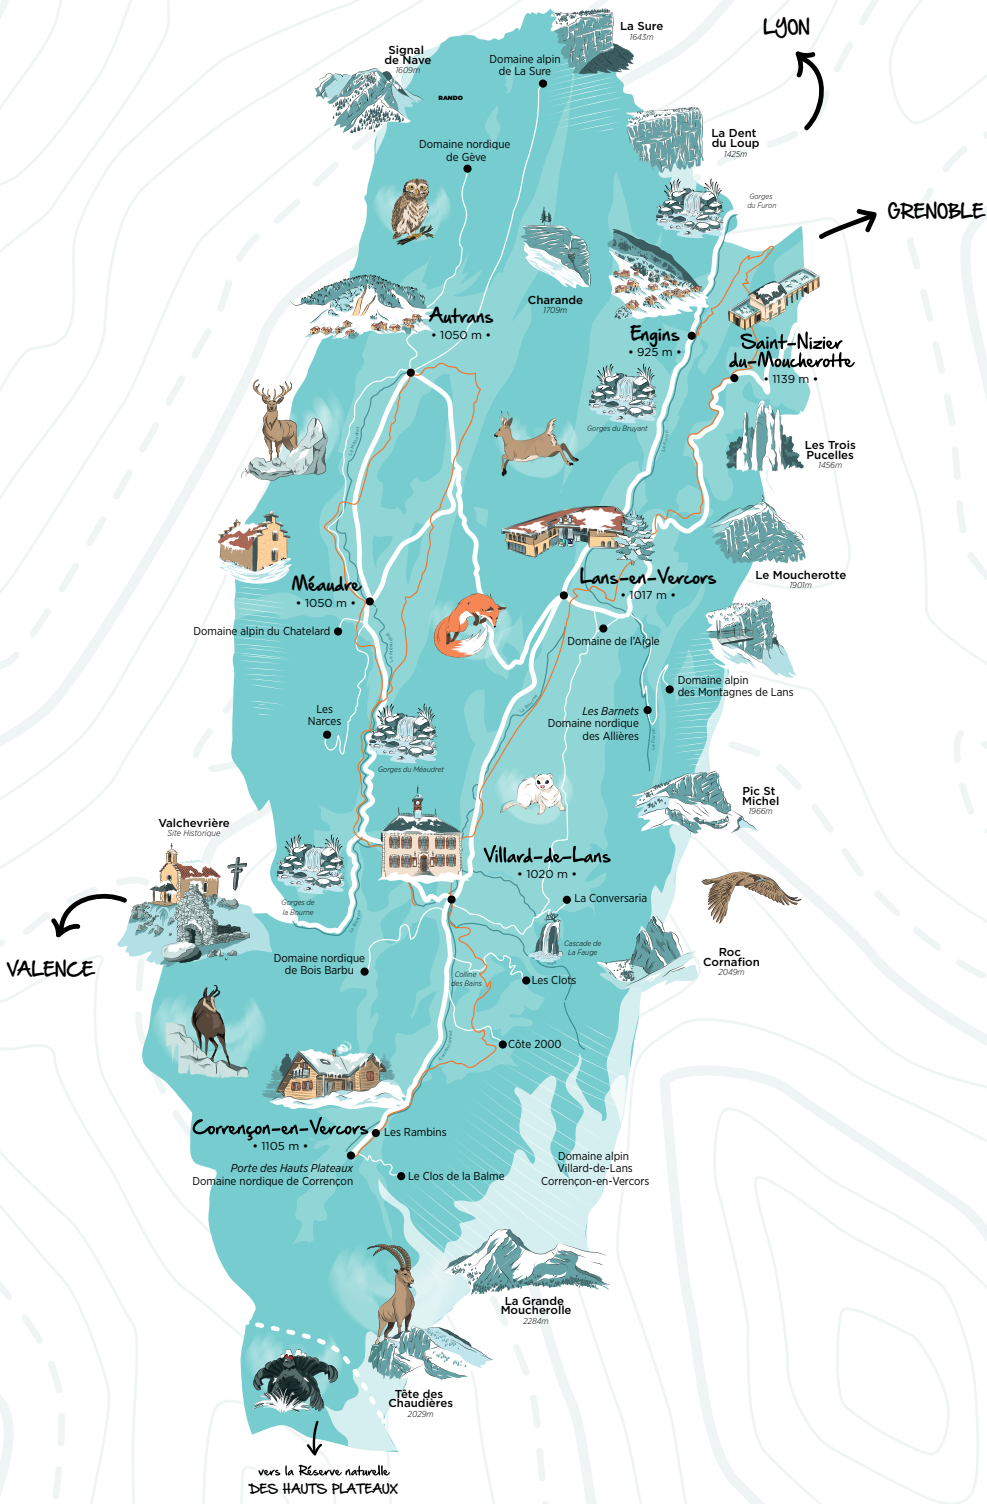 La Sure
1643m
LYON
Signal
de Nave
1609m
Domaine alpin
de La Sure
RANDO
La Dent
du Loup
1425m
Domaine nordique
de Gève
Gorges
du Furon
GRENOBLE
Charande
1709m
Autrans
• 1050 m •
Engins
• 925 m •
Saint-Nizier
du-Moucherotte
• 1139 m •
Gorges du Bruyant
Les Trois
Pucelles
1456m
Le Moucherotte
1901m
Méaudre
• 1050 m •
Lans-en-Vercors
• 1017 m •
Domaine alpin du Chatelard
Domaine de l'Aigle
Domaine alpin
des Montagnes de Lans
Les Barnets
Domaine nordique
des Allières
Les
Narces
Gorges du Méaudret
Pic St
Michel
1966m
Valchevrière
Site Historique
Villard-de-Lans
• 1020 m •
Gorges de
la Bourne
La Conversaria
VALENCE
Cascade de
La Fauge
Roc
Cornafion
2049m
Domaine nordique
de Bois Barbu
Colline
des Bains
Les Clots
Côte 2000
Corrençon-en-Vercors
• 1105 m •
Les Rambins
Porte des Hauts Plateaux
Domaine nordique de Corrençon
Le Clos de la Balme
Domaine alpin
Villard-de-Lans
Corrençon-en-Vercors
La Grande
Moucherolle
2284m
Tête des
Chaudières
2029m
vers la Réserve naturelle
DES HAUTS PLATEAUX